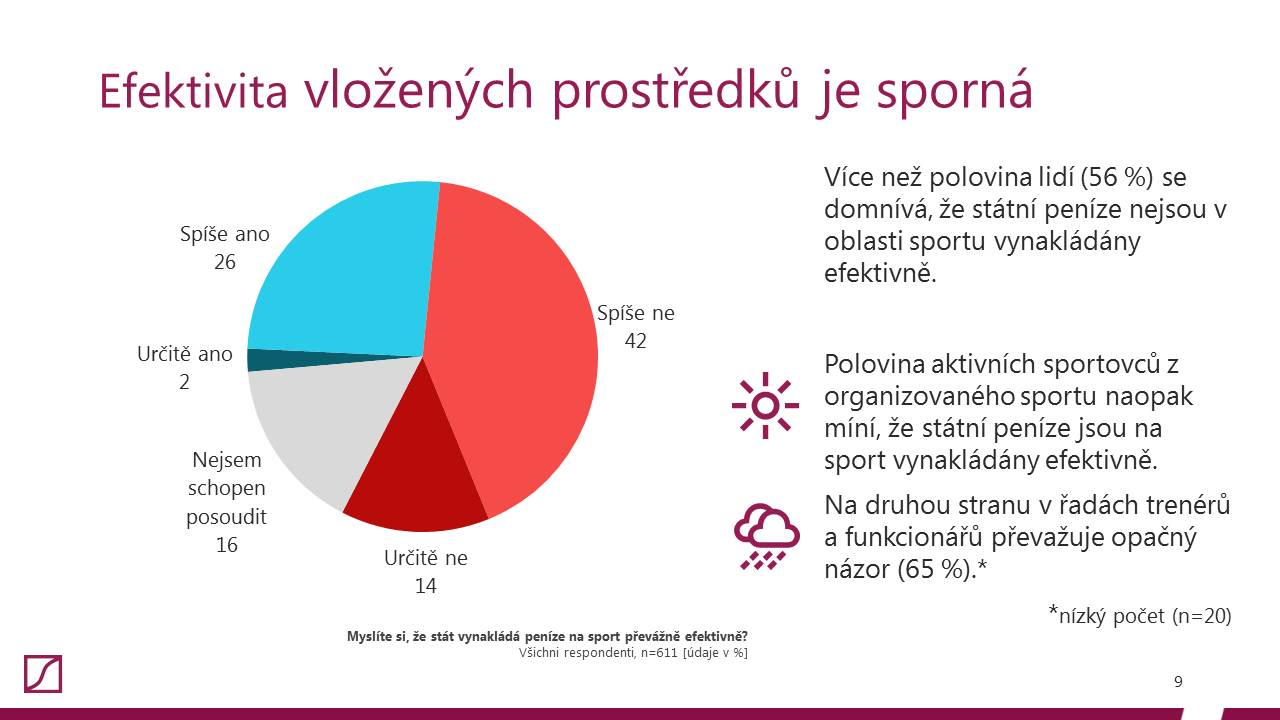 Efektivita vložených prostředků je sporná
Spíše ano
26
Spíše ne
42
Určitě ano
2
Nejsem
schopen
posoudit
16
Určitě ne
14
Myslíte si, že stát vynakládá peníze na sport převážně efektivně?
Všichni respondenti, n=611 [údaje v %]
Více než polovina lidí (56 %) se
domnívá, že státní peníze nejsou v
oblasti sportu vynakládány
efektivně.
Polovina aktivních sportovců z
organizovaného sportu naopak
míní, že státní peníze jsou na
sport vynakládány efektivně.
Na druhou stranu v řadách trenérů
a funkcionářů převažuje opačný
názor (65 %).*
*nízký počet (n=20)
9